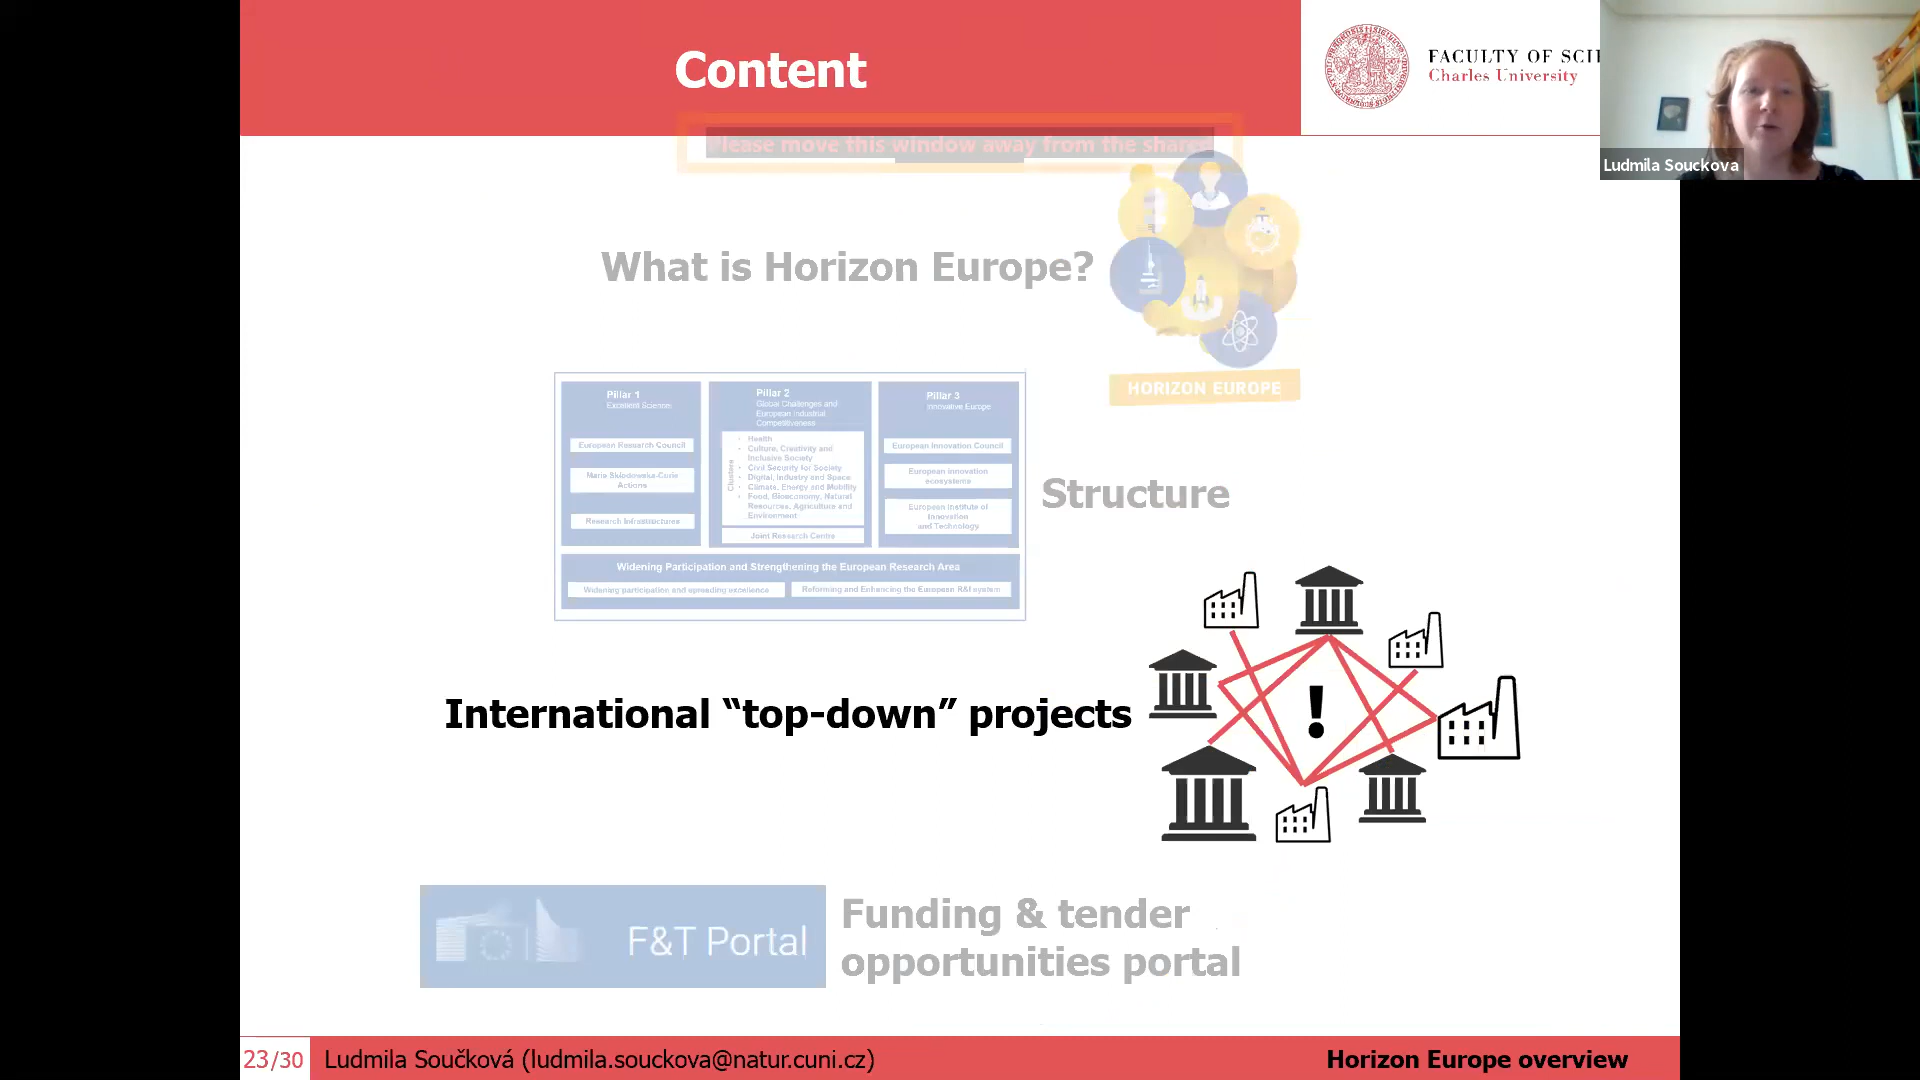 Content
FACULTY OF SCI
Charles University
Please move this window away from the share
Ludmila Souckova
What is Horizon Europe?
HORIZON EUROPE
Pillar 1
Excellent Science
European Research Council
Marie Skłodowska-Curie
Actions
Research Infrastructures
Pillar 2
Global Challenges and
European Industrial
Competitiveness
Clusters
• Health
• Culture, Creativity and
Inclusive Society
• Civil Security for Society
• Digital, Industry and Space
• Climate, Energy and Mobility
• Food, Bioeconomy, Natural
Resources, Agriculture and
Environment
Joint Research Centre
Pillar 3
Innovative Europe
European Innovation Council
European innovation
ecosystems
European Institute of
Innovation
and Technology
Widening Participation and Strengthening the European Research Area
Widening participation and spreading excellence
Reforming and Enhancing the European R&I system
Structure
International “top-down” projects
!
F&T Portal
Funding & tender
opportunities portal
23/30
Ludmila Součková (ludmila.souckova@natur.cuni.cz)
Horizon Europe overview